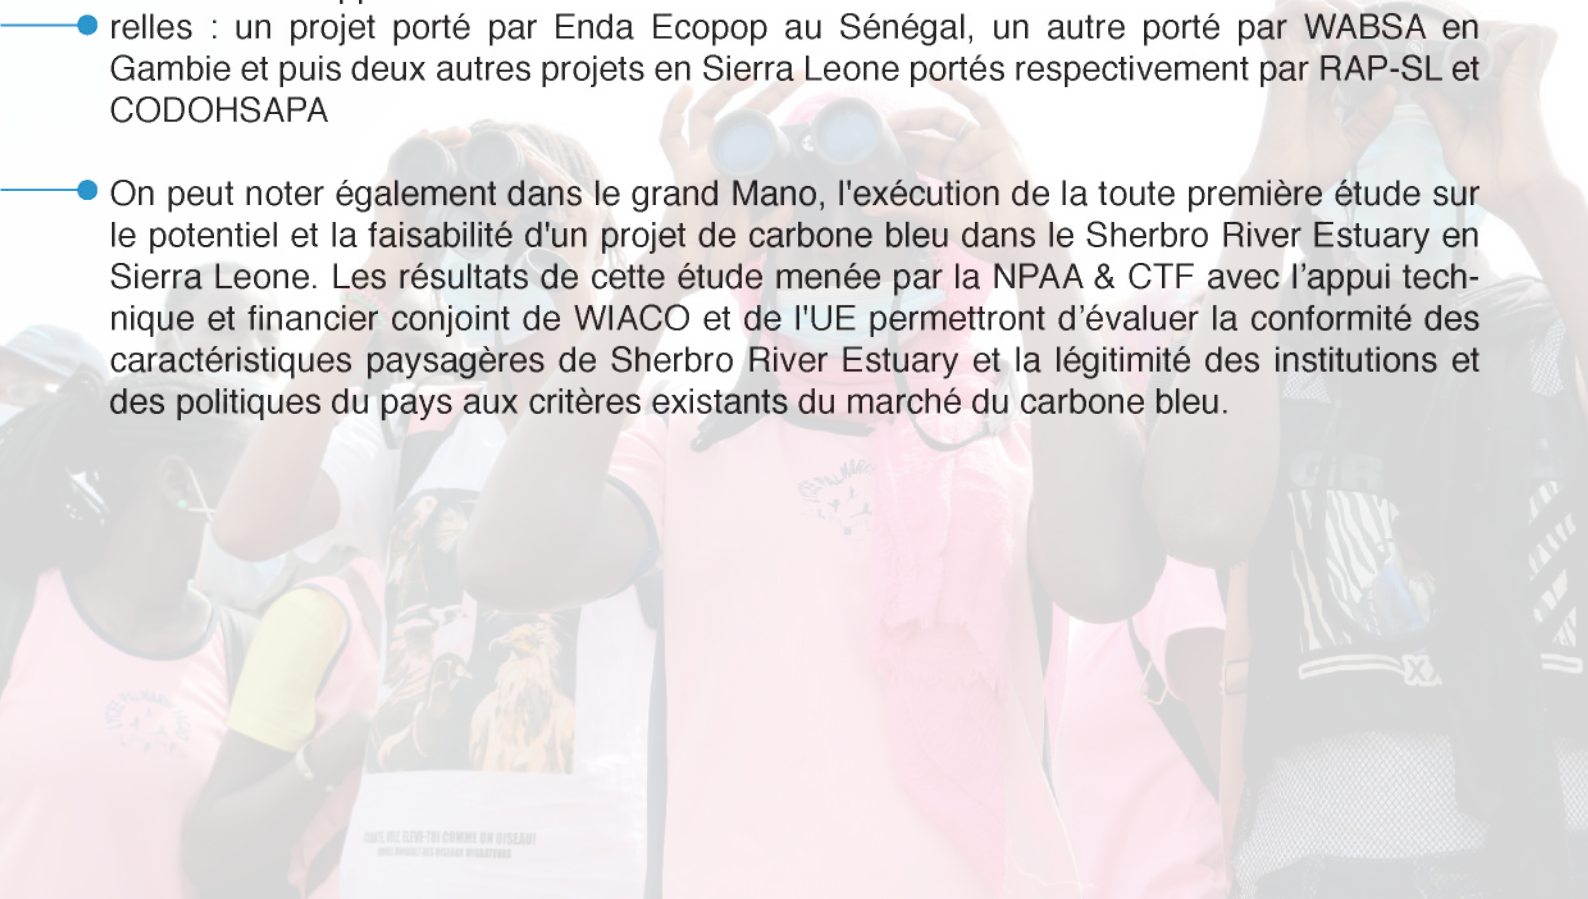 relles : un projet porté par Enda Ecopop au Sénégal, un autre porté par WABSA en
Gambie et puis deux autres projets en Sierra Leone portés respectivement par RAP-SL et
CODOHSAPA
On peut noter également dans le grand Mano, l'exécution de la toute première étude sur
le potentiel et la faisabilité d'un projet de carbone bleu dans le Sherbro River Estuary en
Sierra Leone. Les résultats de cette étude menée par la NPAA & CTF avec l’appui tech-
nique et financier conjoint de WIACO et de l'UE permettront d’évaluer la conformité des
caractéristiques paysagères de Sherbro River Estuary et la légitimité des institutions et
des politiques du pays aux critères existants du marché du carbone bleu.
COMME UN OISEAU